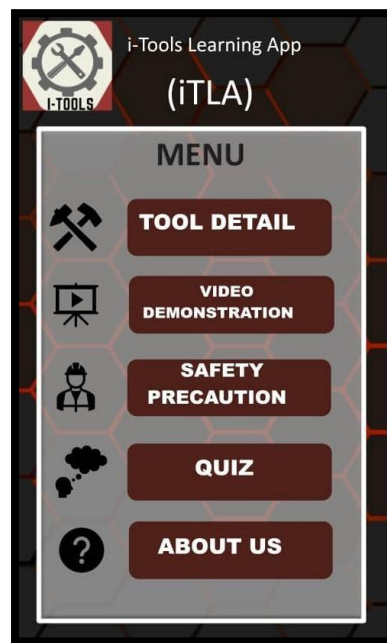 i-Tools Learning App
I-TOOLS
(iTLA)
MENU
TOOL DETAIL
VIDEO
DEMONSTRATION
SAFETY
PRECAUTION
QUIZ
ABOUT US
?